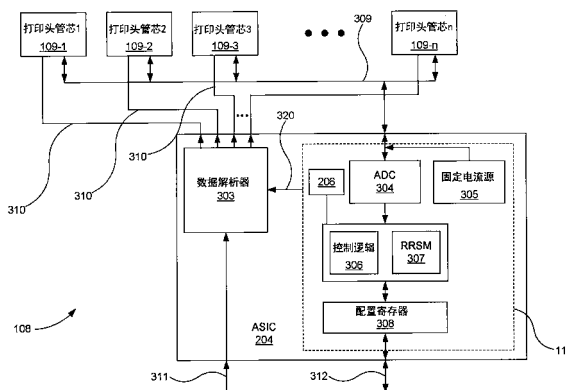 打印头管芯1
109-1
打印头管芯2
109-2
打印头管芯3
109-3
打印头管芯n
109-n
309
310
310
310
320
数据解析器
303
206
ADC
304
固定电流源
305
控制逻辑
306
RRSM
307
配置寄存器
308
ASIC
204
108
11
311
312